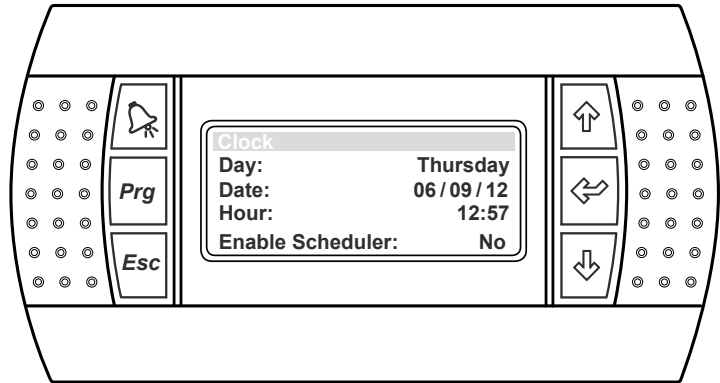 Clock
Day: Thursday
Date: 06/09/12
Hour: 12:57
Enable Scheduler: No
Prg
Esc